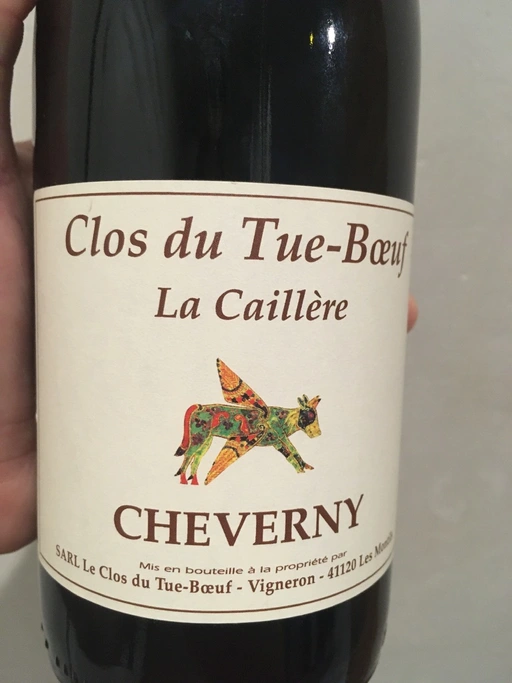 Clos du Tue-Bœuf
La Caillère
CHEVERNY
Mis en bouteille à la propriété par
SARL Le Clos du Tue-Bœuf - Vigneron - 41120 Les Montils